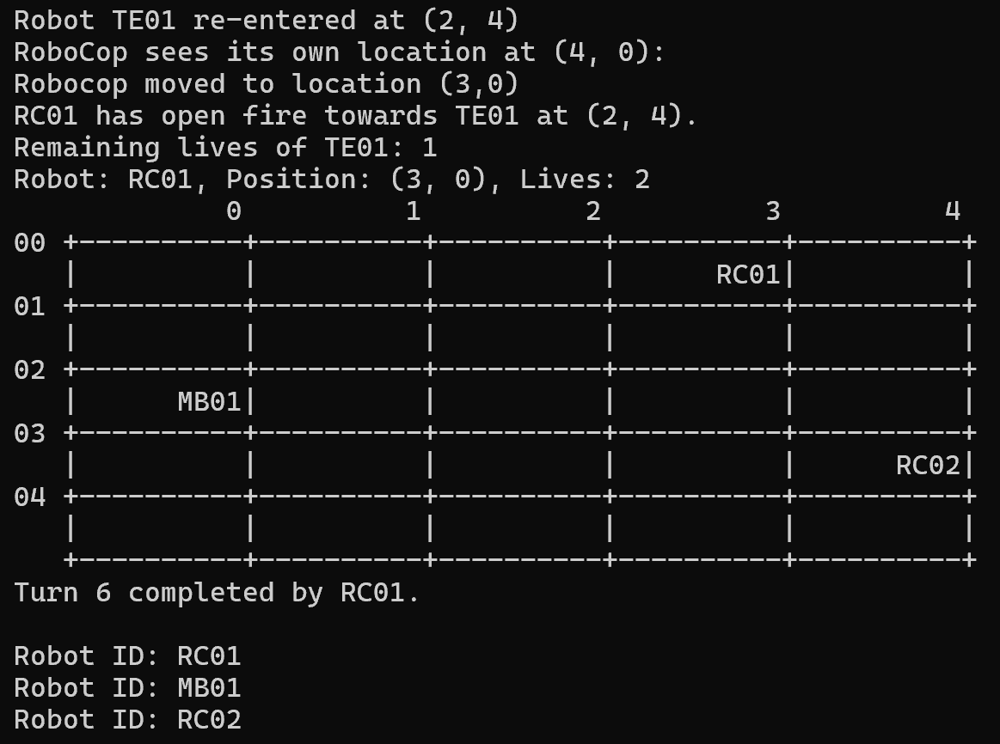 Robot TE01 re-entered at (2, 4)
RoboCop sees its own location at (4, 0):
Robocop moved to location (3,0)
RC01 has open fire towards TE01 at (2, 4).
Remaining lives of TE01: 1
Robot: RC01, Position: (3, 0), Lives: 2
             0          1          2          3          4
00 +----------+----------+----------+----------+----------+
   |          |          |          |      RC01|          |
01 +----------+----------+----------+----------+----------+
   |          |          |          |          |          |
02 +----------+----------+----------+----------+----------+
   |      MB01|          |          |          |          |
03 +----------+----------+----------+----------+----------+
   |          |          |          |          |      RC02|
04 +----------+----------+----------+----------+----------+
   |          |          |          |          |          |
   +----------+----------+----------+----------+----------+
Turn 6 completed by RC01.

Robot ID: RC01
Robot ID: MB01
Robot ID: RC02